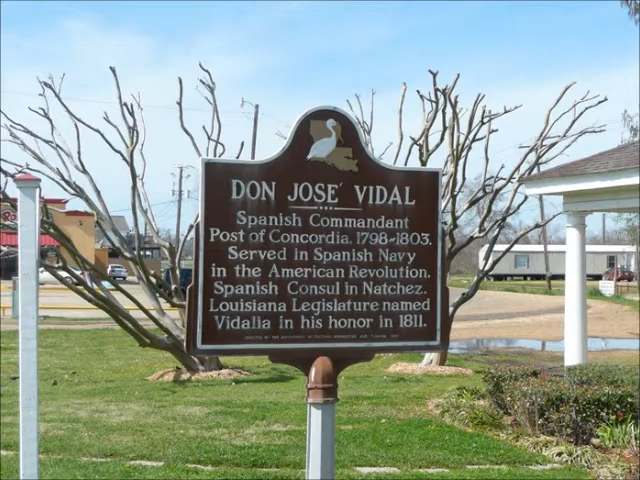 DON JOSE' VIDAL
Spanish Commandant
Post of Concordia, 1798-1803.
Served in Spanish Navy
in the American Revolution.
Spanish Consul in Natchez.
Louisiana Legislature named
Vidalia in his honor in 1811.